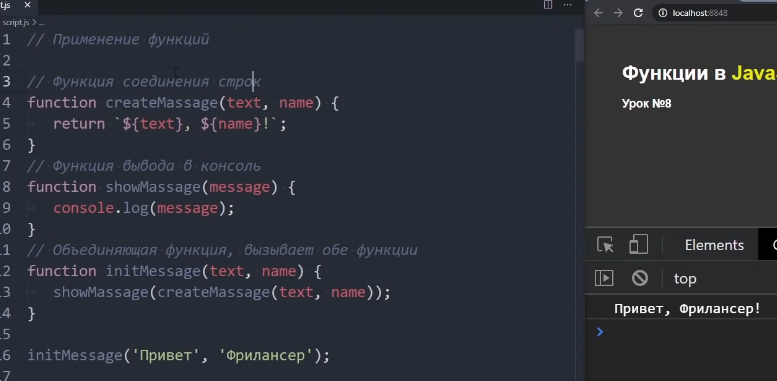 ts.js ×
script.js > ...
1 // Применение функций
2
3 // Функция соединения строк
4 function createMassage(text, name) {
5 return `${text}, ${name}!`;
6 }
7 // Функция вывода в консоль
8 function showMassage(message) {
9 console.log(message);
10 }
11 // Объединяющая функция, вызывает обе функции
12 function initMessage(text, name) {
13 showMassage(createMassage(text, name));
14 }
15
16 initMessage('Привет', 'Фрилансер');
17
localhost:8848
Функции в Java
Урок №8
Elements
top
Привет, Фрилансер!